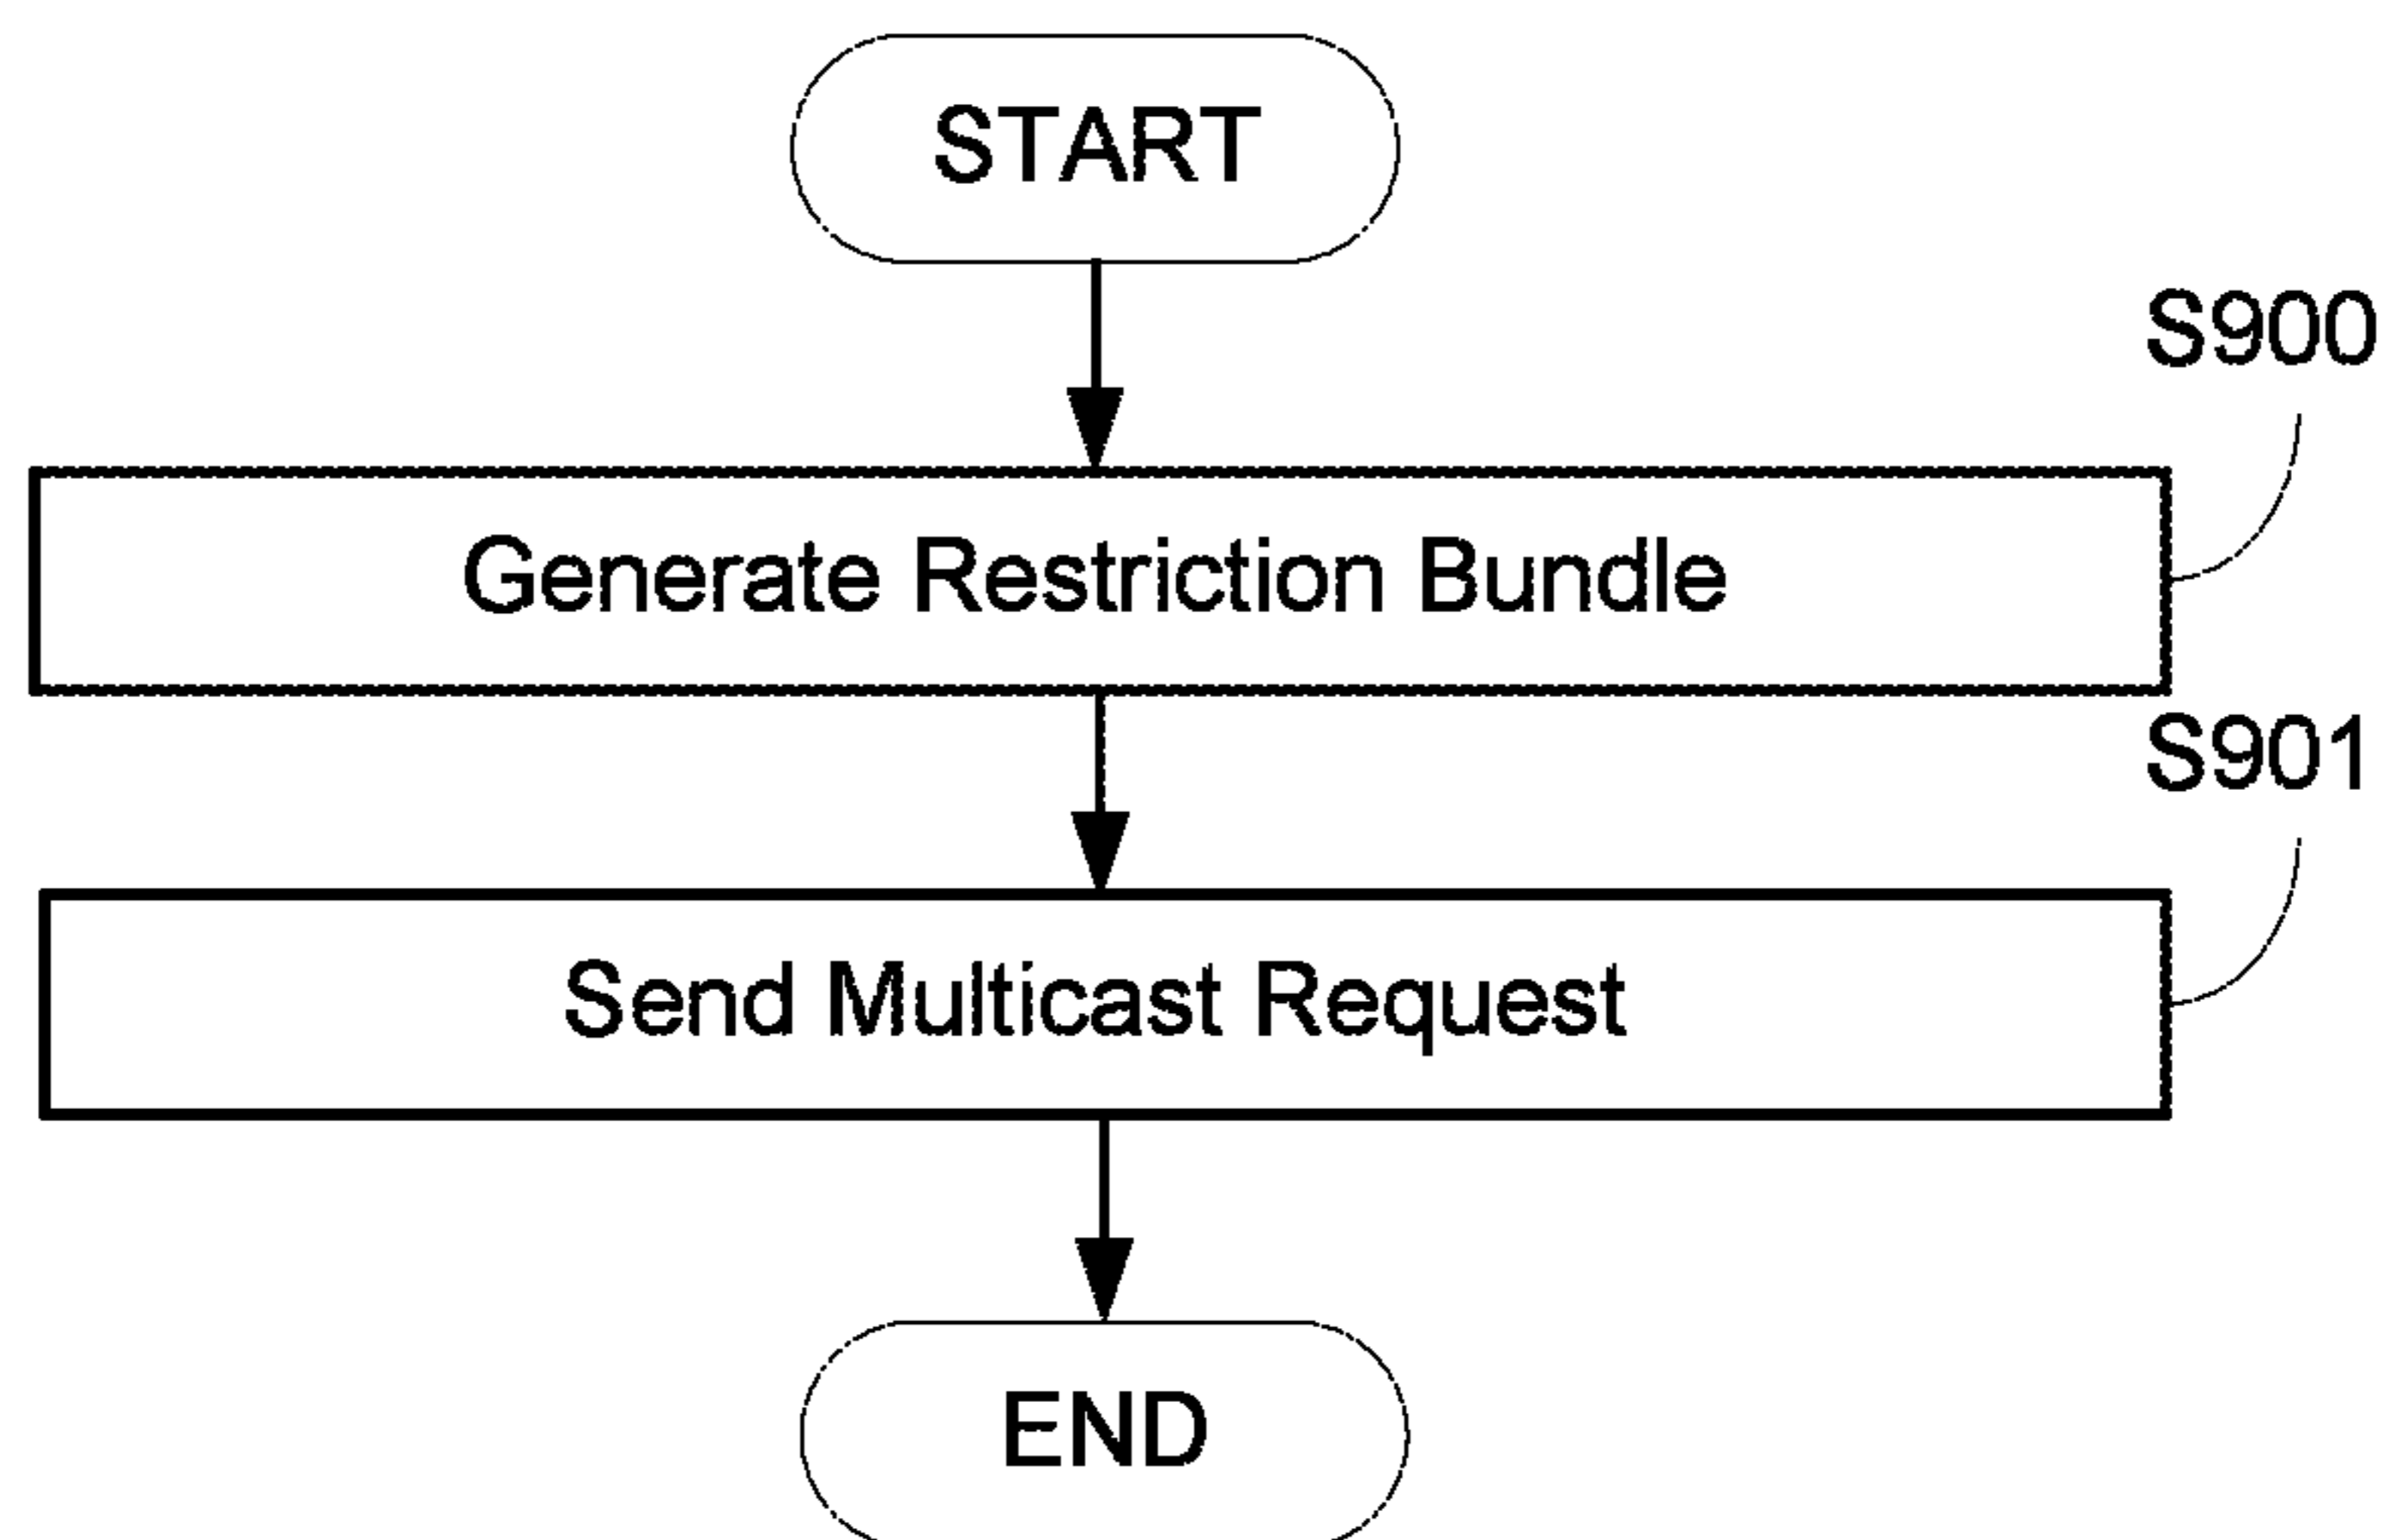 START
S900
Generate Restriction Bundle
S901
Send Multicast Request
END